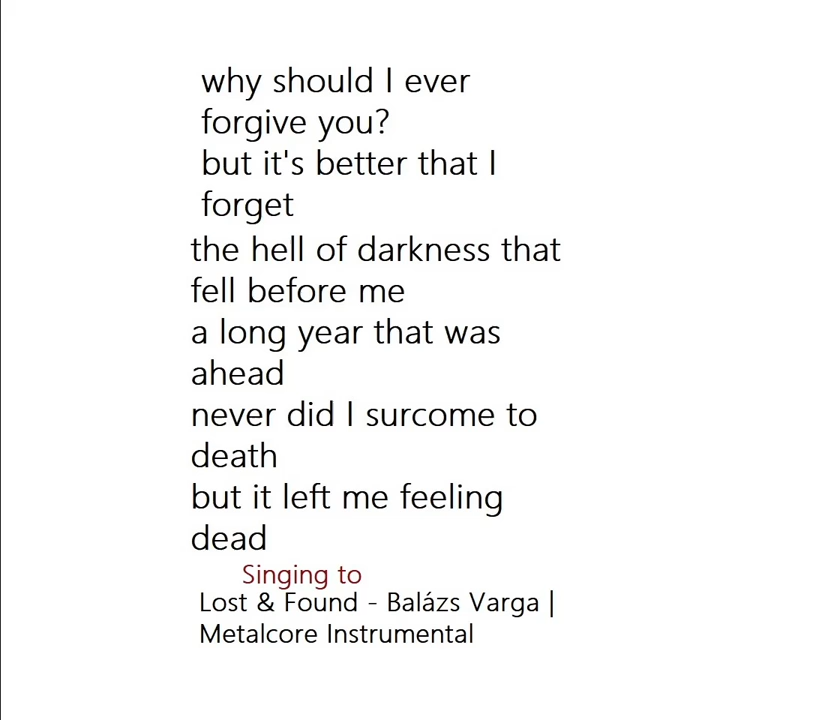 why should I ever
forgive you?
but it's better that I
forget
the hell of darkness that
fell before me
a long year that was
ahead
never did I surcome to
death
but it left me feeling
dead
Singing to
Lost & Found - Balázs Varga |
Metalcore Instrumental